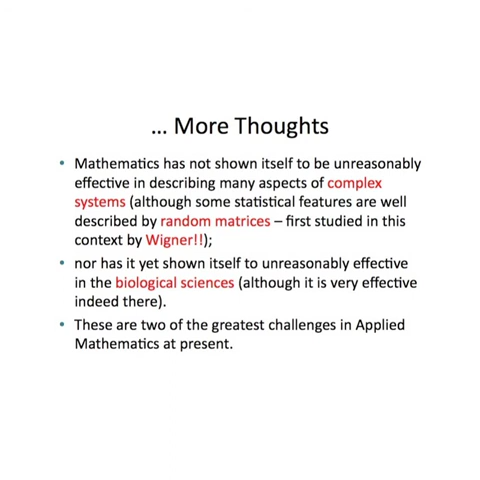 ... More Thoughts
• Mathematics has not shown itself to be unreasonably
effective in describing many aspects of complex
systems (although some statistical features are well
described by random matrices – first studied in this
context by Wigner!!);
• nor has it yet shown itself to unreasonably effective
in the biological sciences (although it is very effective
indeed there).
• These are two of the greatest challenges in Applied
Mathematics at present.